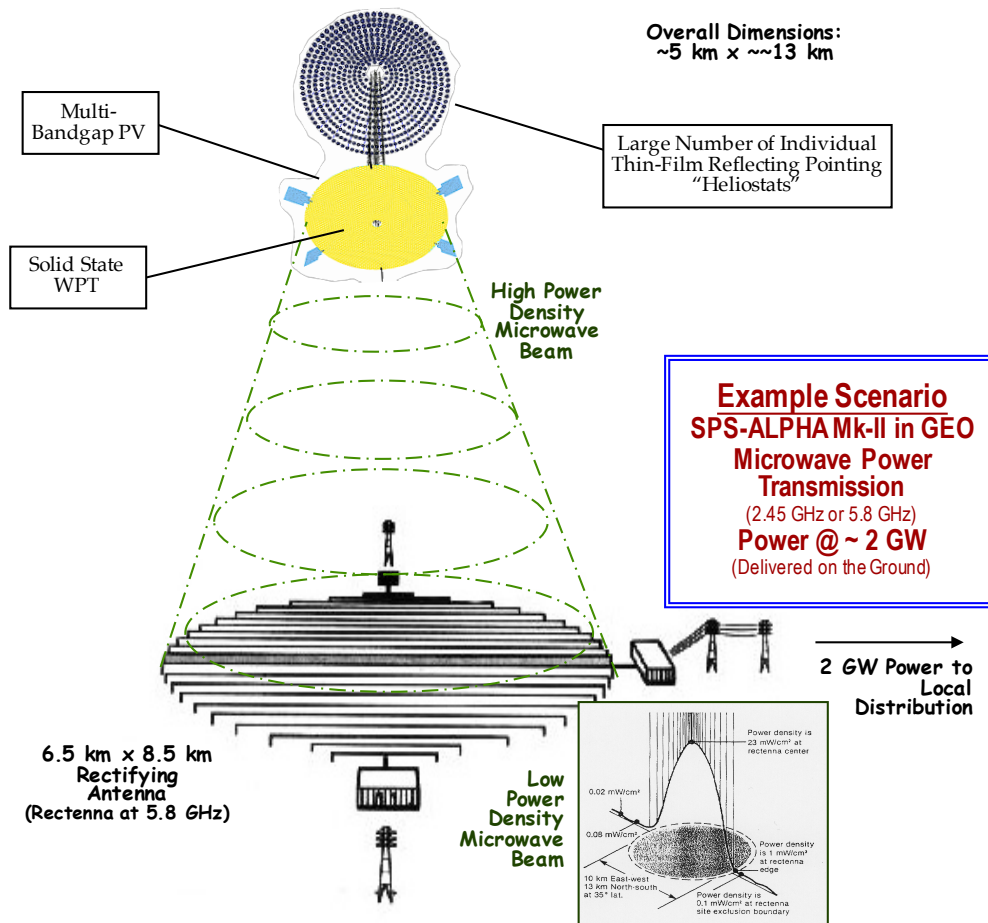 Overall Dimensions:
~5 km x ~~13 km
Multi-
Bandgap PV
Large Number of Individual
Thin-Film Reflecting Pointing
“Heliostats”
Solid State
WPT
High Power
Density
Microwave
Beam
Example Scenario
SPS-ALPHA Mk-II in GEO
Microwave Power
Transmission
(2.45 GHz or 5.8 GHz)
Power @ ~ 2 GW
(Delivered on the Ground)
2 GW Power to
Local
Distribution
6.5 km x 8.5 km
Rectifying
Antenna
(Rectenna at 5.8 GHz)
Low
Power
Density
Microwave
Beam
Power density is
23 mW/cm² at
rectenna center
0.02 mW/cm²
0.08 mW/cm²
Power density
is 1 mW/cm²
at rectenna
edge
10 km East-west
13 km North-south
at 35° lat.
Power density is
0.1 mW/cm² at rectenna
site exclusion boundary